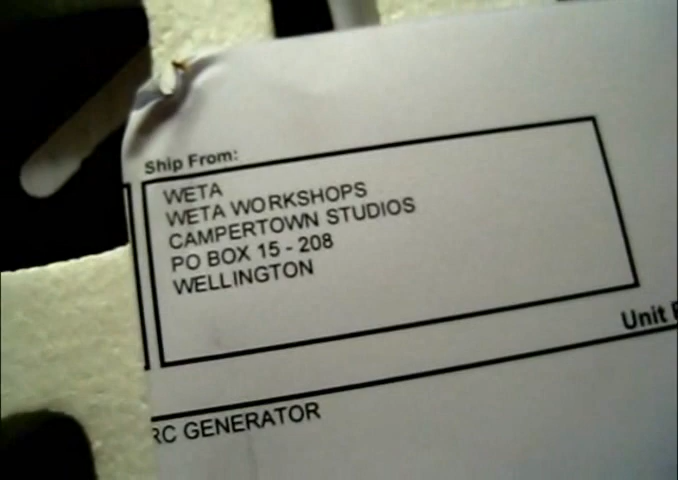 Ship From:
WETA
WETA WORKSHOPS
CAMPERTOWN STUDIOS
PO BOX 15 - 208
WELLINGTON
Unit
RC GENERATOR